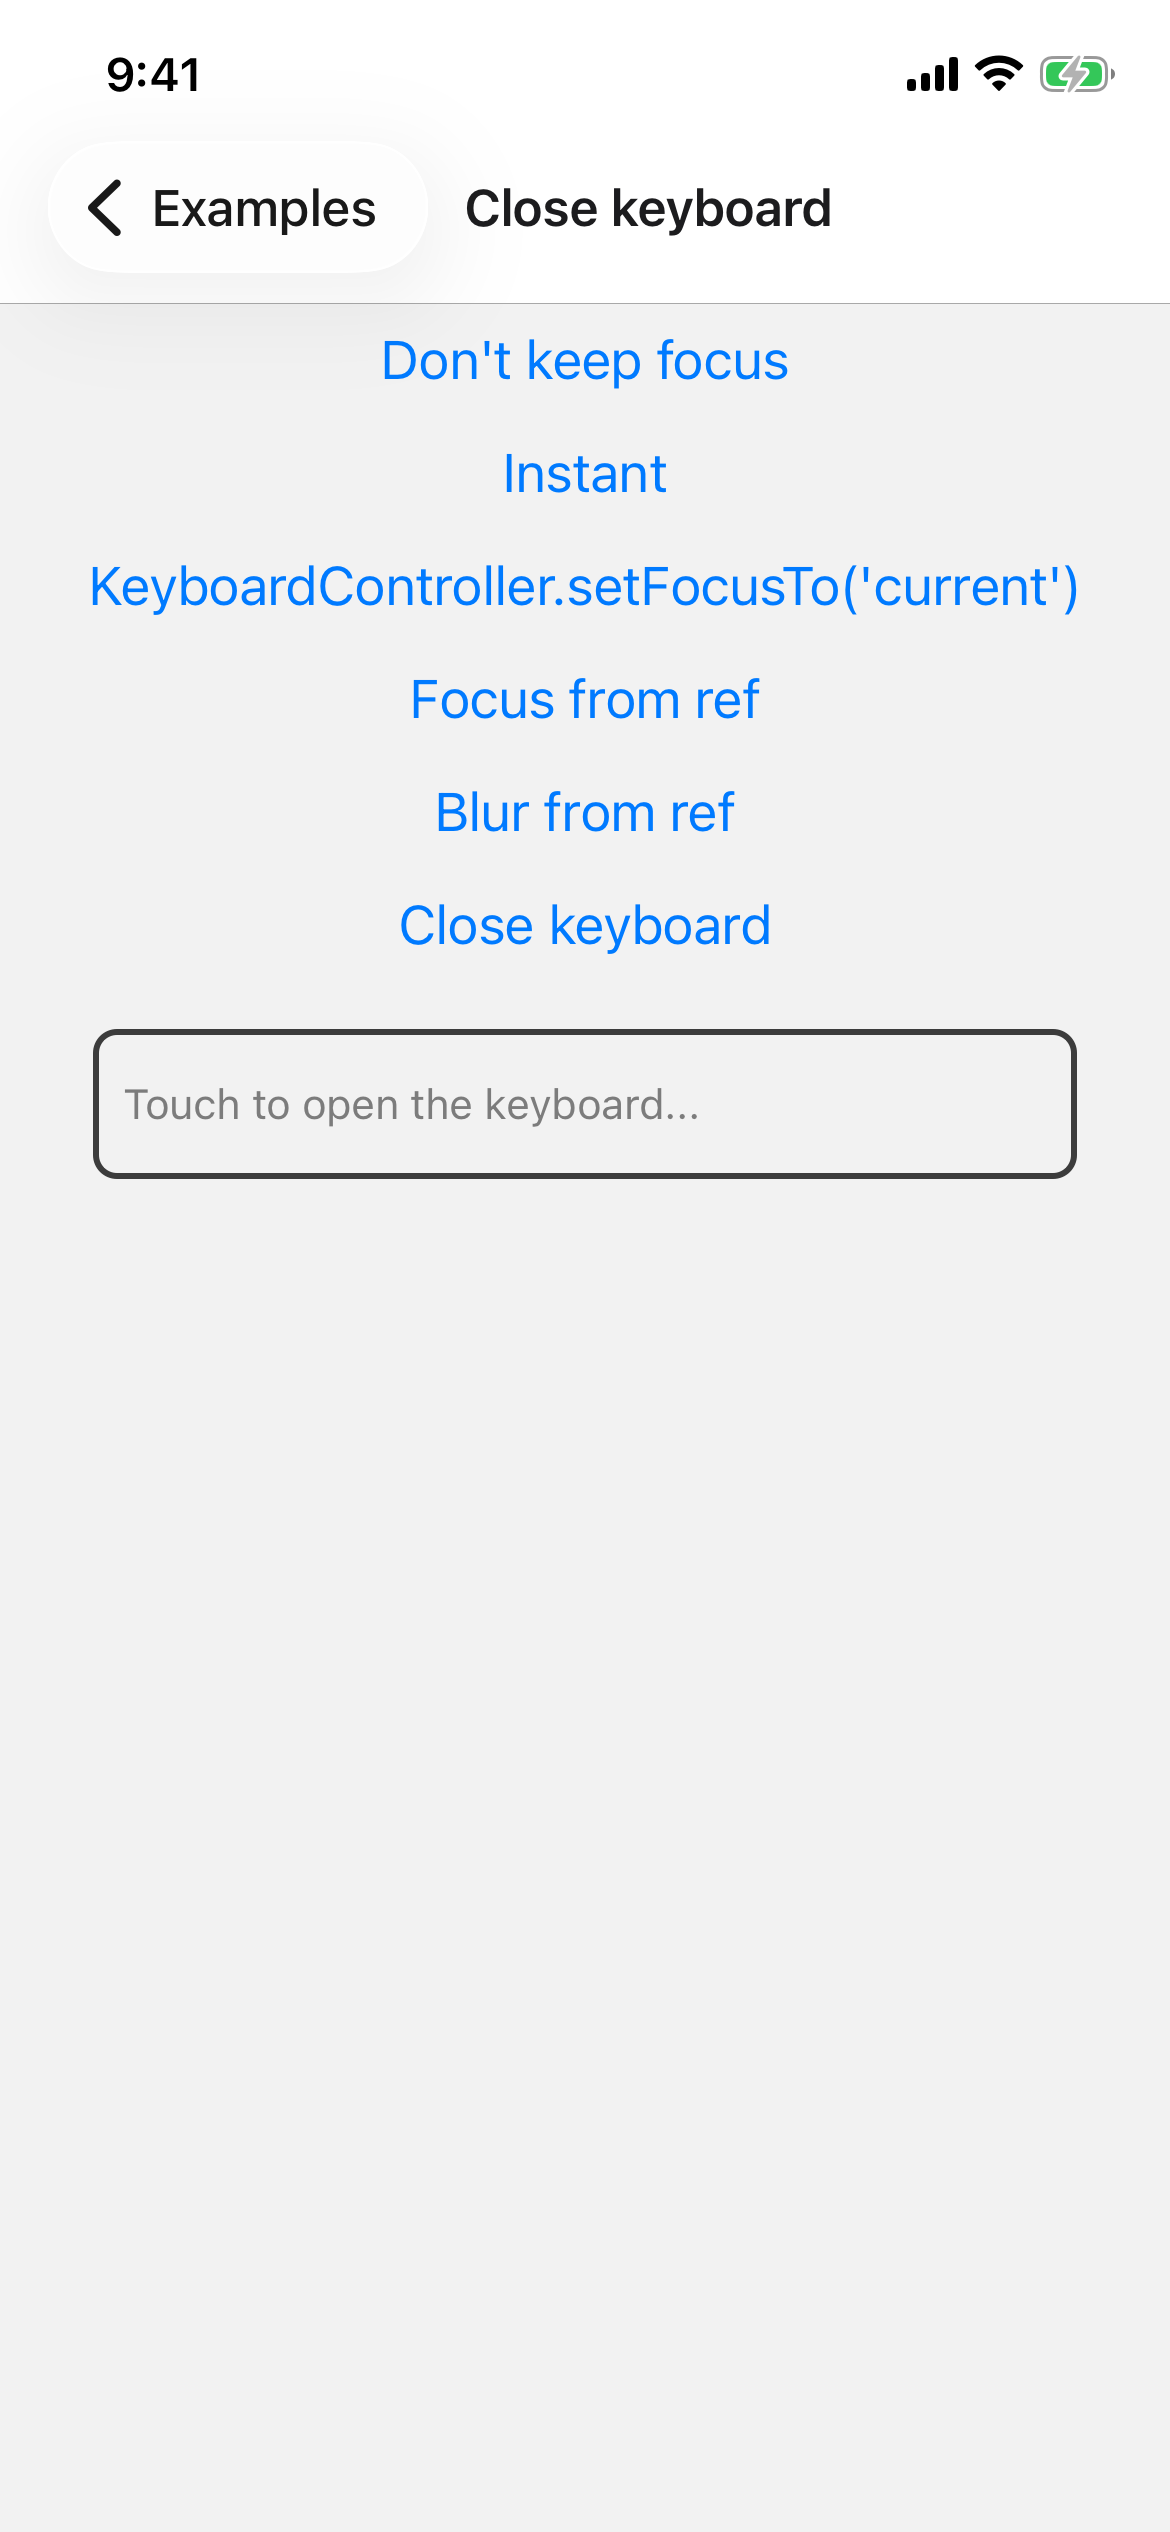 9:41
Examples
Close keyboard
Don't keep focus
Instant
KeyboardController.setFocusTo('current')
Focus from ref
Blur from ref
Close keyboard
Touch to open the keyboard...